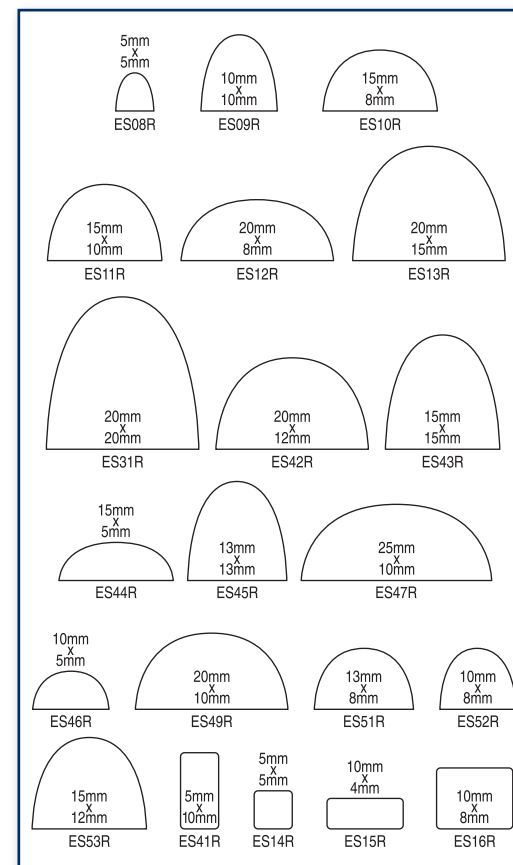 5mm
x
5mm
ES08R
10mm
x
10mm
ES09R
15mm
x
8mm
ES10R
15mm
x
10mm
ES11R
20mm
x
8mm
ES12R
20mm
x
15mm
ES13R
20mm
x
20mm
ES31R
20mm
x
12mm
ES42R
15mm
x
15mm
ES43R
15mm
x
5mm
ES44R
13mm
x
13mm
ES45R
25mm
x
10mm
ES47R
10mm
x
5mm
ES46R
20mm
x
10mm
ES49R
13mm
x
8mm
ES51R
10mm
x
8mm
ES52R
15mm
x
12mm
ES53R
5mm
x
10mm
ES41R
5mm
x
5mm
ES14R
10mm
x
4mm
ES15R
10mm
x
8mm
ES16R